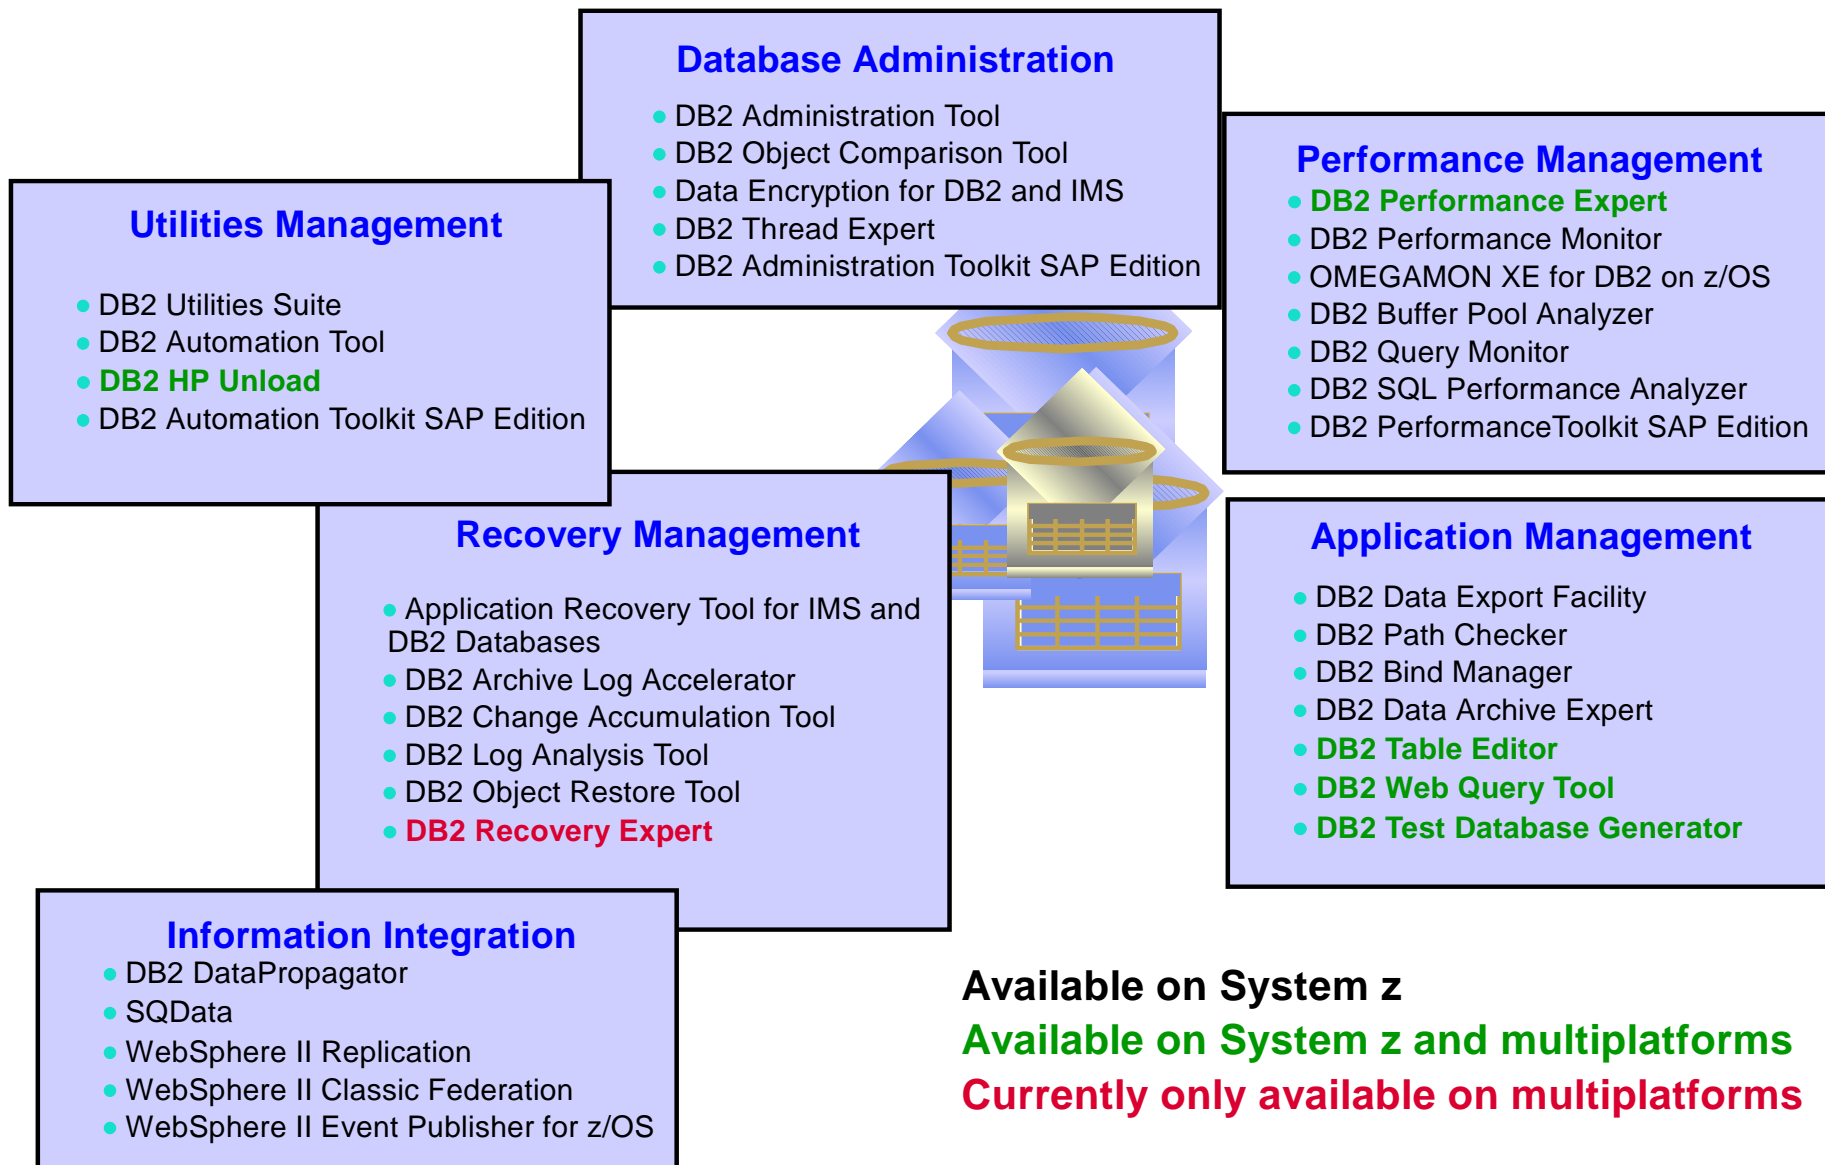 Database Administration
• DB2 Administration Tool
• DB2 Object Comparison Tool
• Data Encryption for DB2 and IMS
• DB2 Thread Expert
• DB2 Administration Toolkit SAP Edition
Performance Management
• DB2 Performance Expert
• DB2 Performance Monitor
• OMEGAMON XE for DB2 on z/OS
• DB2 Buffer Pool Analyzer
• DB2 Query Monitor
• DB2 SQL Performance Analyzer
• DB2 PerformanceToolkit SAP Edition
Utilities Management
• DB2 Utilities Suite
• DB2 Automation Tool
• DB2 HP Unload
• DB2 Automation Toolkit SAP Edition
Recovery Management
• Application Recovery Tool for IMS and
DB2 Databases
• DB2 Archive Log Accelerator
• DB2 Change Accumulation Tool
• DB2 Log Analysis Tool
• DB2 Object Restore Tool
• DB2 Recovery Expert
Application Management
• DB2 Data Export Facility
• DB2 Path Checker
• DB2 Bind Manager
• DB2 Data Archive Expert
• DB2 Table Editor
• DB2 Web Query Tool
• DB2 Test Database Generator
Information Integration
• DB2 DataPropagator
• SQData
• WebSphere II Replication
• WebSphere II Classic Federation
• WebSphere II Event Publisher for z/OS
Available on System z
Available on System z and multiplatforms
Currently only available on multiplatforms